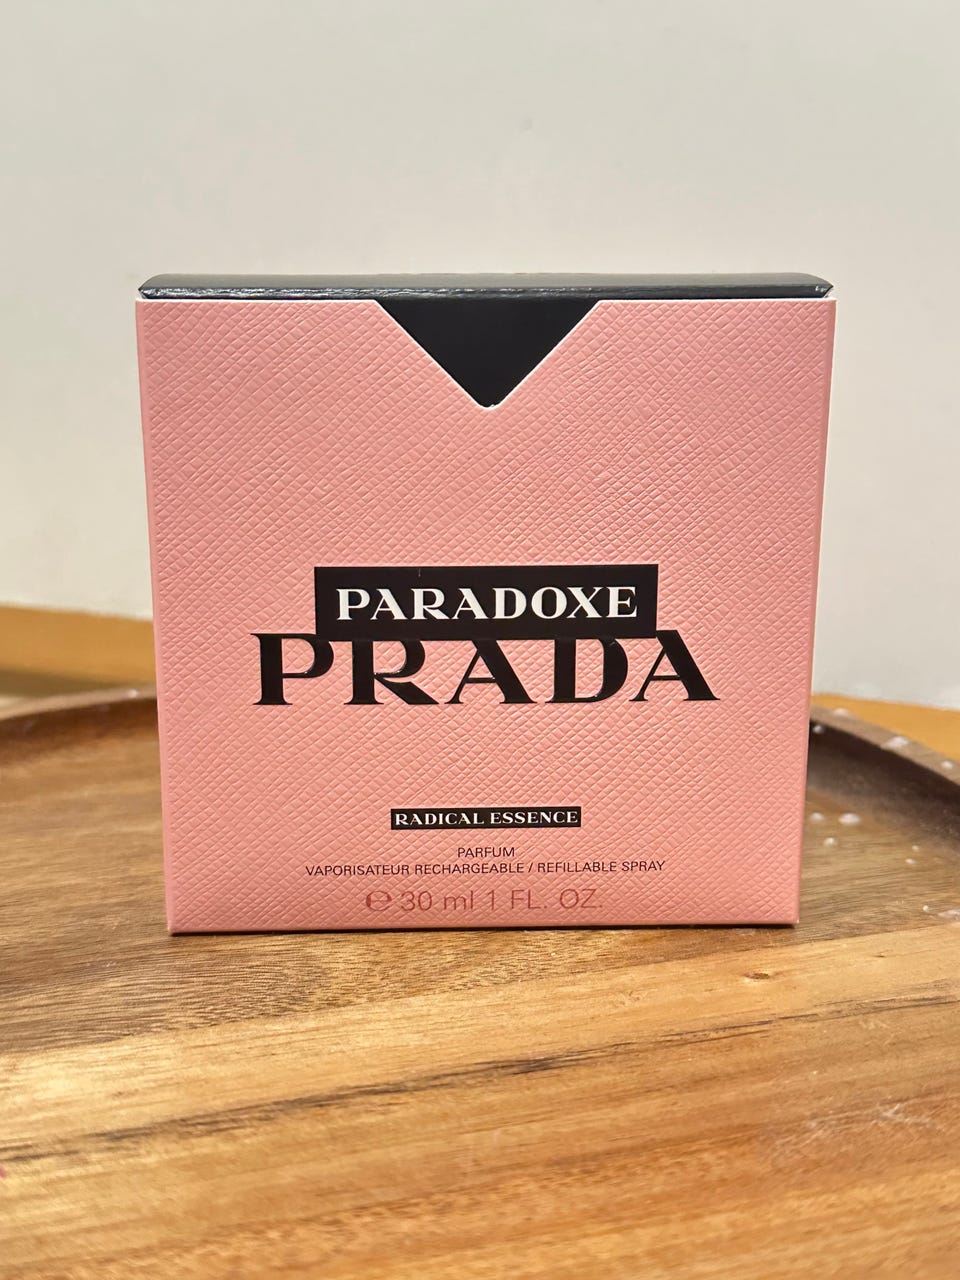 PARADOXE
PRADA
RADICAL ESSENCE
PARFUM
VAPORISATEUR RECHARGEABLE / REFILLABLE SPRAY
℮ 30 ml 1 FL. OZ.